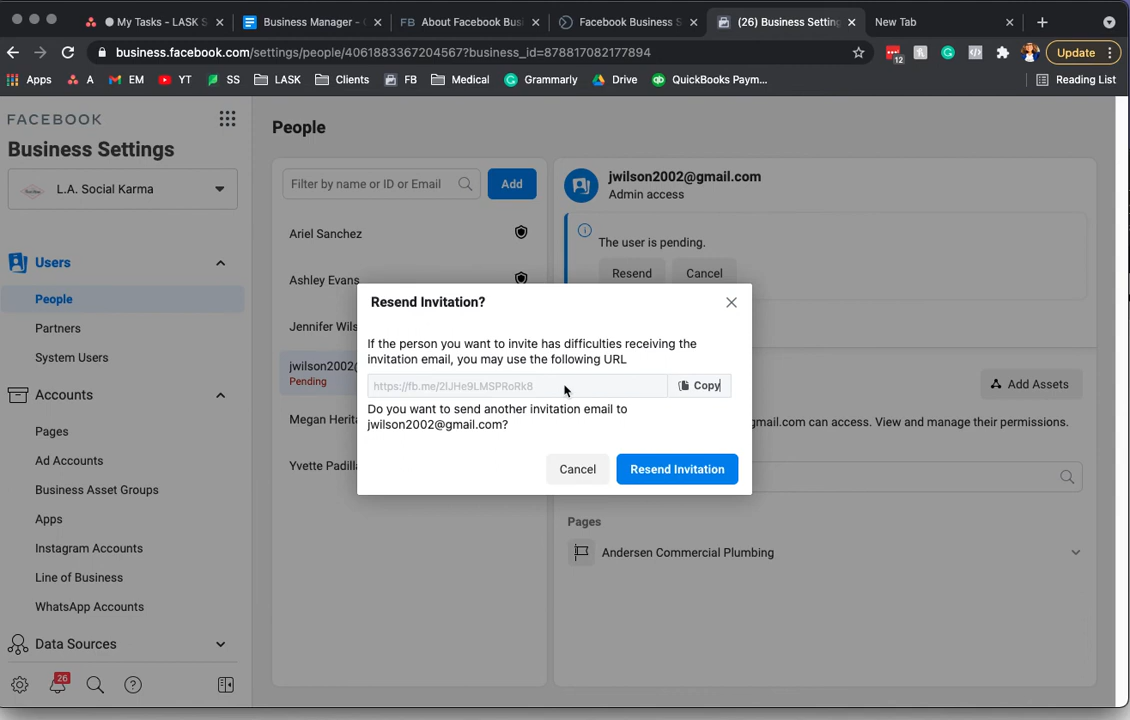 My Tasks - LASK S
Business Manager -
FB About Facebook Busi
Facebook Business S
(26) Business Settin
New Tab
business.facebook.com/settings/people/4061883367204567?business_id=878817082177894
12
Update
Apps
A
EM
YT
SS
LASK
Clients
FB
Medical
Grammarly
Drive
QuickBooks Paym...
Reading List
FACEBOOK
Business Settings
L.A. Social Karma
Users
People
Partners
System Users
Accounts
Pages
Ad Accounts
Business Asset Groups
Apps
Instagram Accounts
Line of Business
WhatsApp Accounts
Data Sources
26
People
Filter by name or ID or Email
Add
Ariel Sanchez
Ashley Evans
Jennifer Wils
jwilson2002@
Pending
Megan Herita
Yvette Padilla
jwilson2002@gmail.com
Admin access
The user is pending.
Resend
Cancel
Add Assets
gmail.com can access. View and manage their permissions.
Pages
Andersen Commercial Plumbing
Resend Invitation?
If the person you want to invite has difficulties receiving the
invitation email, you may use the following URL
https://fb.me/2IJHe9LMSPRoRk8
Copy
Do you want to send another invitation email to
jwilson2002@gmail.com?
Cancel
Resend Invitation